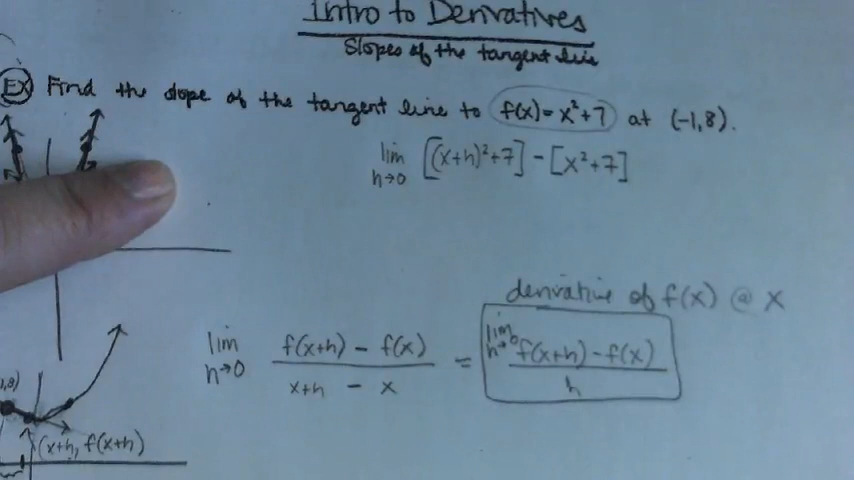 Intro to Derivatives
Slopes of the tangent line
Ex Find the slope of the tangent line to f(x)=x²+7 at (-1,8).
lim h→0 [(x+h)²+7] - [x²+7]
derivative of f(x) @ x
lim h→0 f(x+h) - f(x) / x+h - x = lim h→0 f(x+h) - f(x) / h
,8)
(x+h, f(x+h)